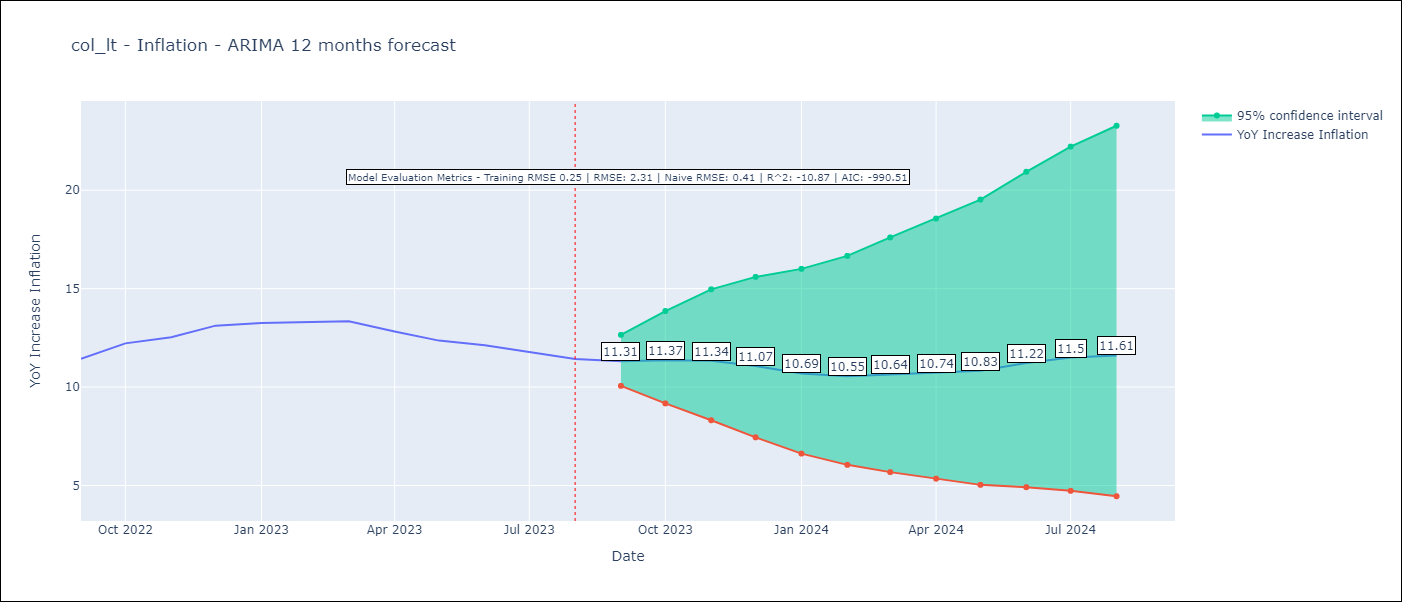 col_lt - Inflation - ARIMA 12 months forecast
95% confidence interval
YoY Increase Inflation
Model Evaluation Metrics - Training RMSE 0.25 | RMSE: 2.31 | Naive RMSE: 0.41 | R^2: -10.87 | AIC: -990.51
YoY Increase Inflation
20
15
10
5
11.31
11.37
11.34
11.07
10.69
10.55
10.64
10.74
10.83
11.22
11.5
11.61
Oct 2022
Jan 2023
Apr 2023
Jul 2023
Oct 2023
Jan 2024
Apr 2024
Jul 2024
Date